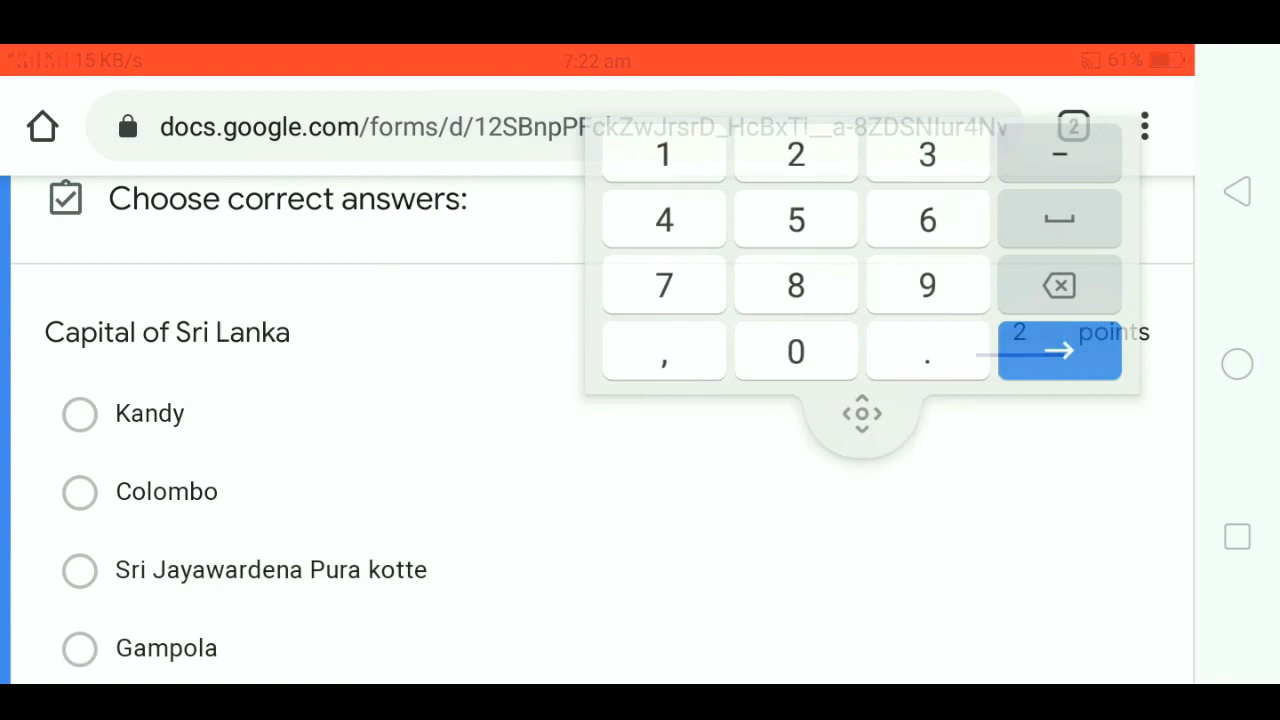 15 KB/s 7:22 am 61%
docs.google.com/forms/d/12SBnpPFckZwJrsrD_HcBxTi__a-8ZDSNIur4Nv 2
Choose correct answers:
1 2 3 –
4 5 6
7 8 9
, 0 .
Capital of Sri Lanka 2 points
Kandy
Colombo
Sri Jayawardena Pura kotte
Gampola